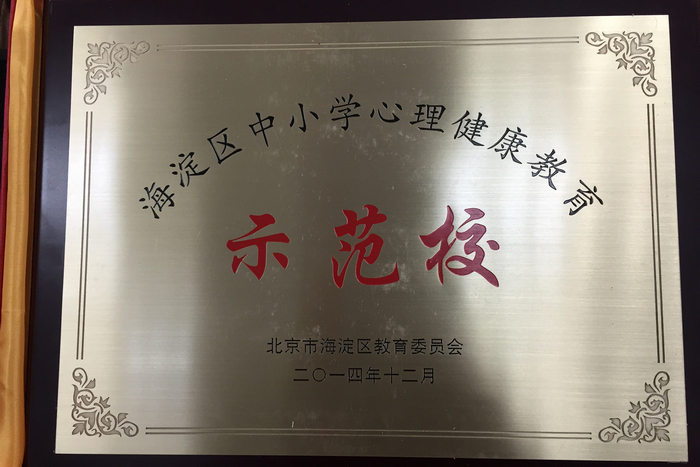 海淀区中小学心理健康教育
示范校
北京市海淀区教育委员会
二〇一四年十二月